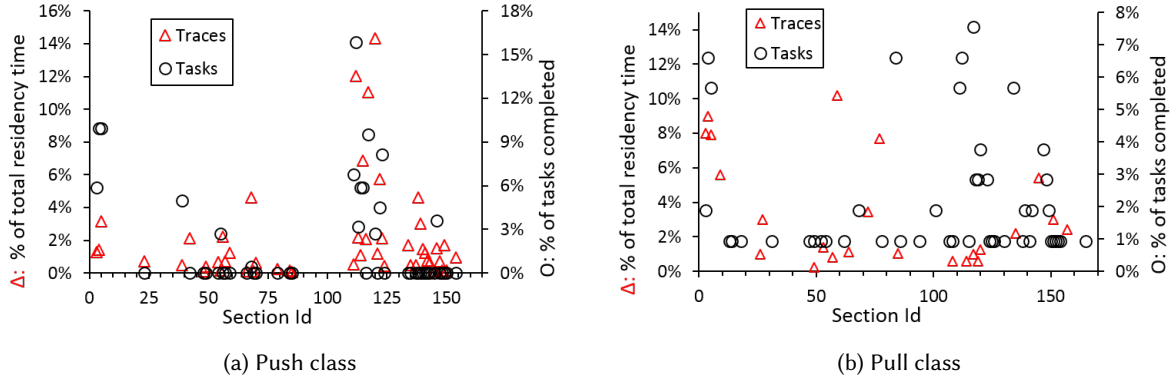 Δ: % of total residency time
16%
14%
12%
10%
8%
6%
4%
2%
0%
Traces
Tasks
18%
15%
12%
9%
6%
3%
0%
O: % of tasks completed
0 25 50 75 100 125 150
Section Id
(a) Push class
Δ: % of total residency time
14%
12%
10%
8%
6%
4%
2%
0%
Traces
Tasks
8%
7%
6%
5%
4%
3%
2%
1%
0%
O: % of tasks completed
0 50 100 150
Section Id
(b) Pull class